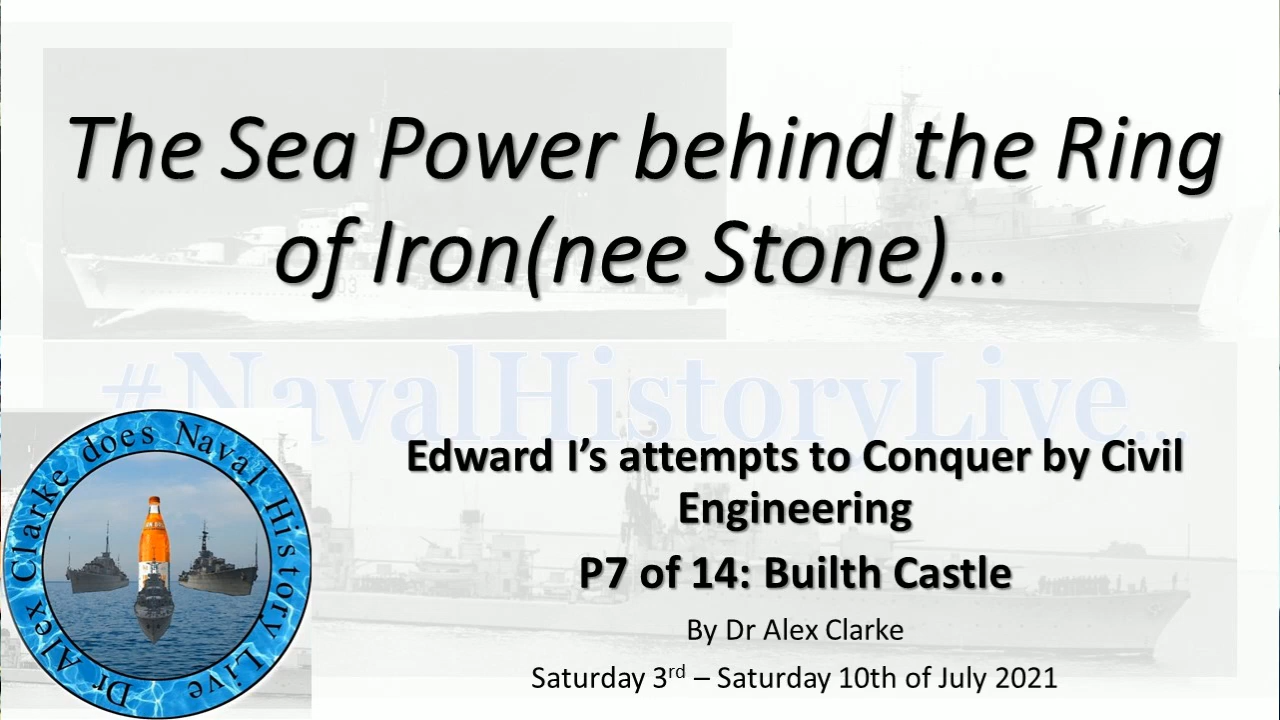 The Sea Power behind the Ring
of Iron(nee Stone)…
#NavalHistoryLive...
Edward I’s attempts to Conquer by Civil
Engineering
P7 of 14: Builth Castle
By Dr Alex Clarke
Saturday 3rd – Saturday 10th of July 2021
Dr Alex Clarke does Naval History Live